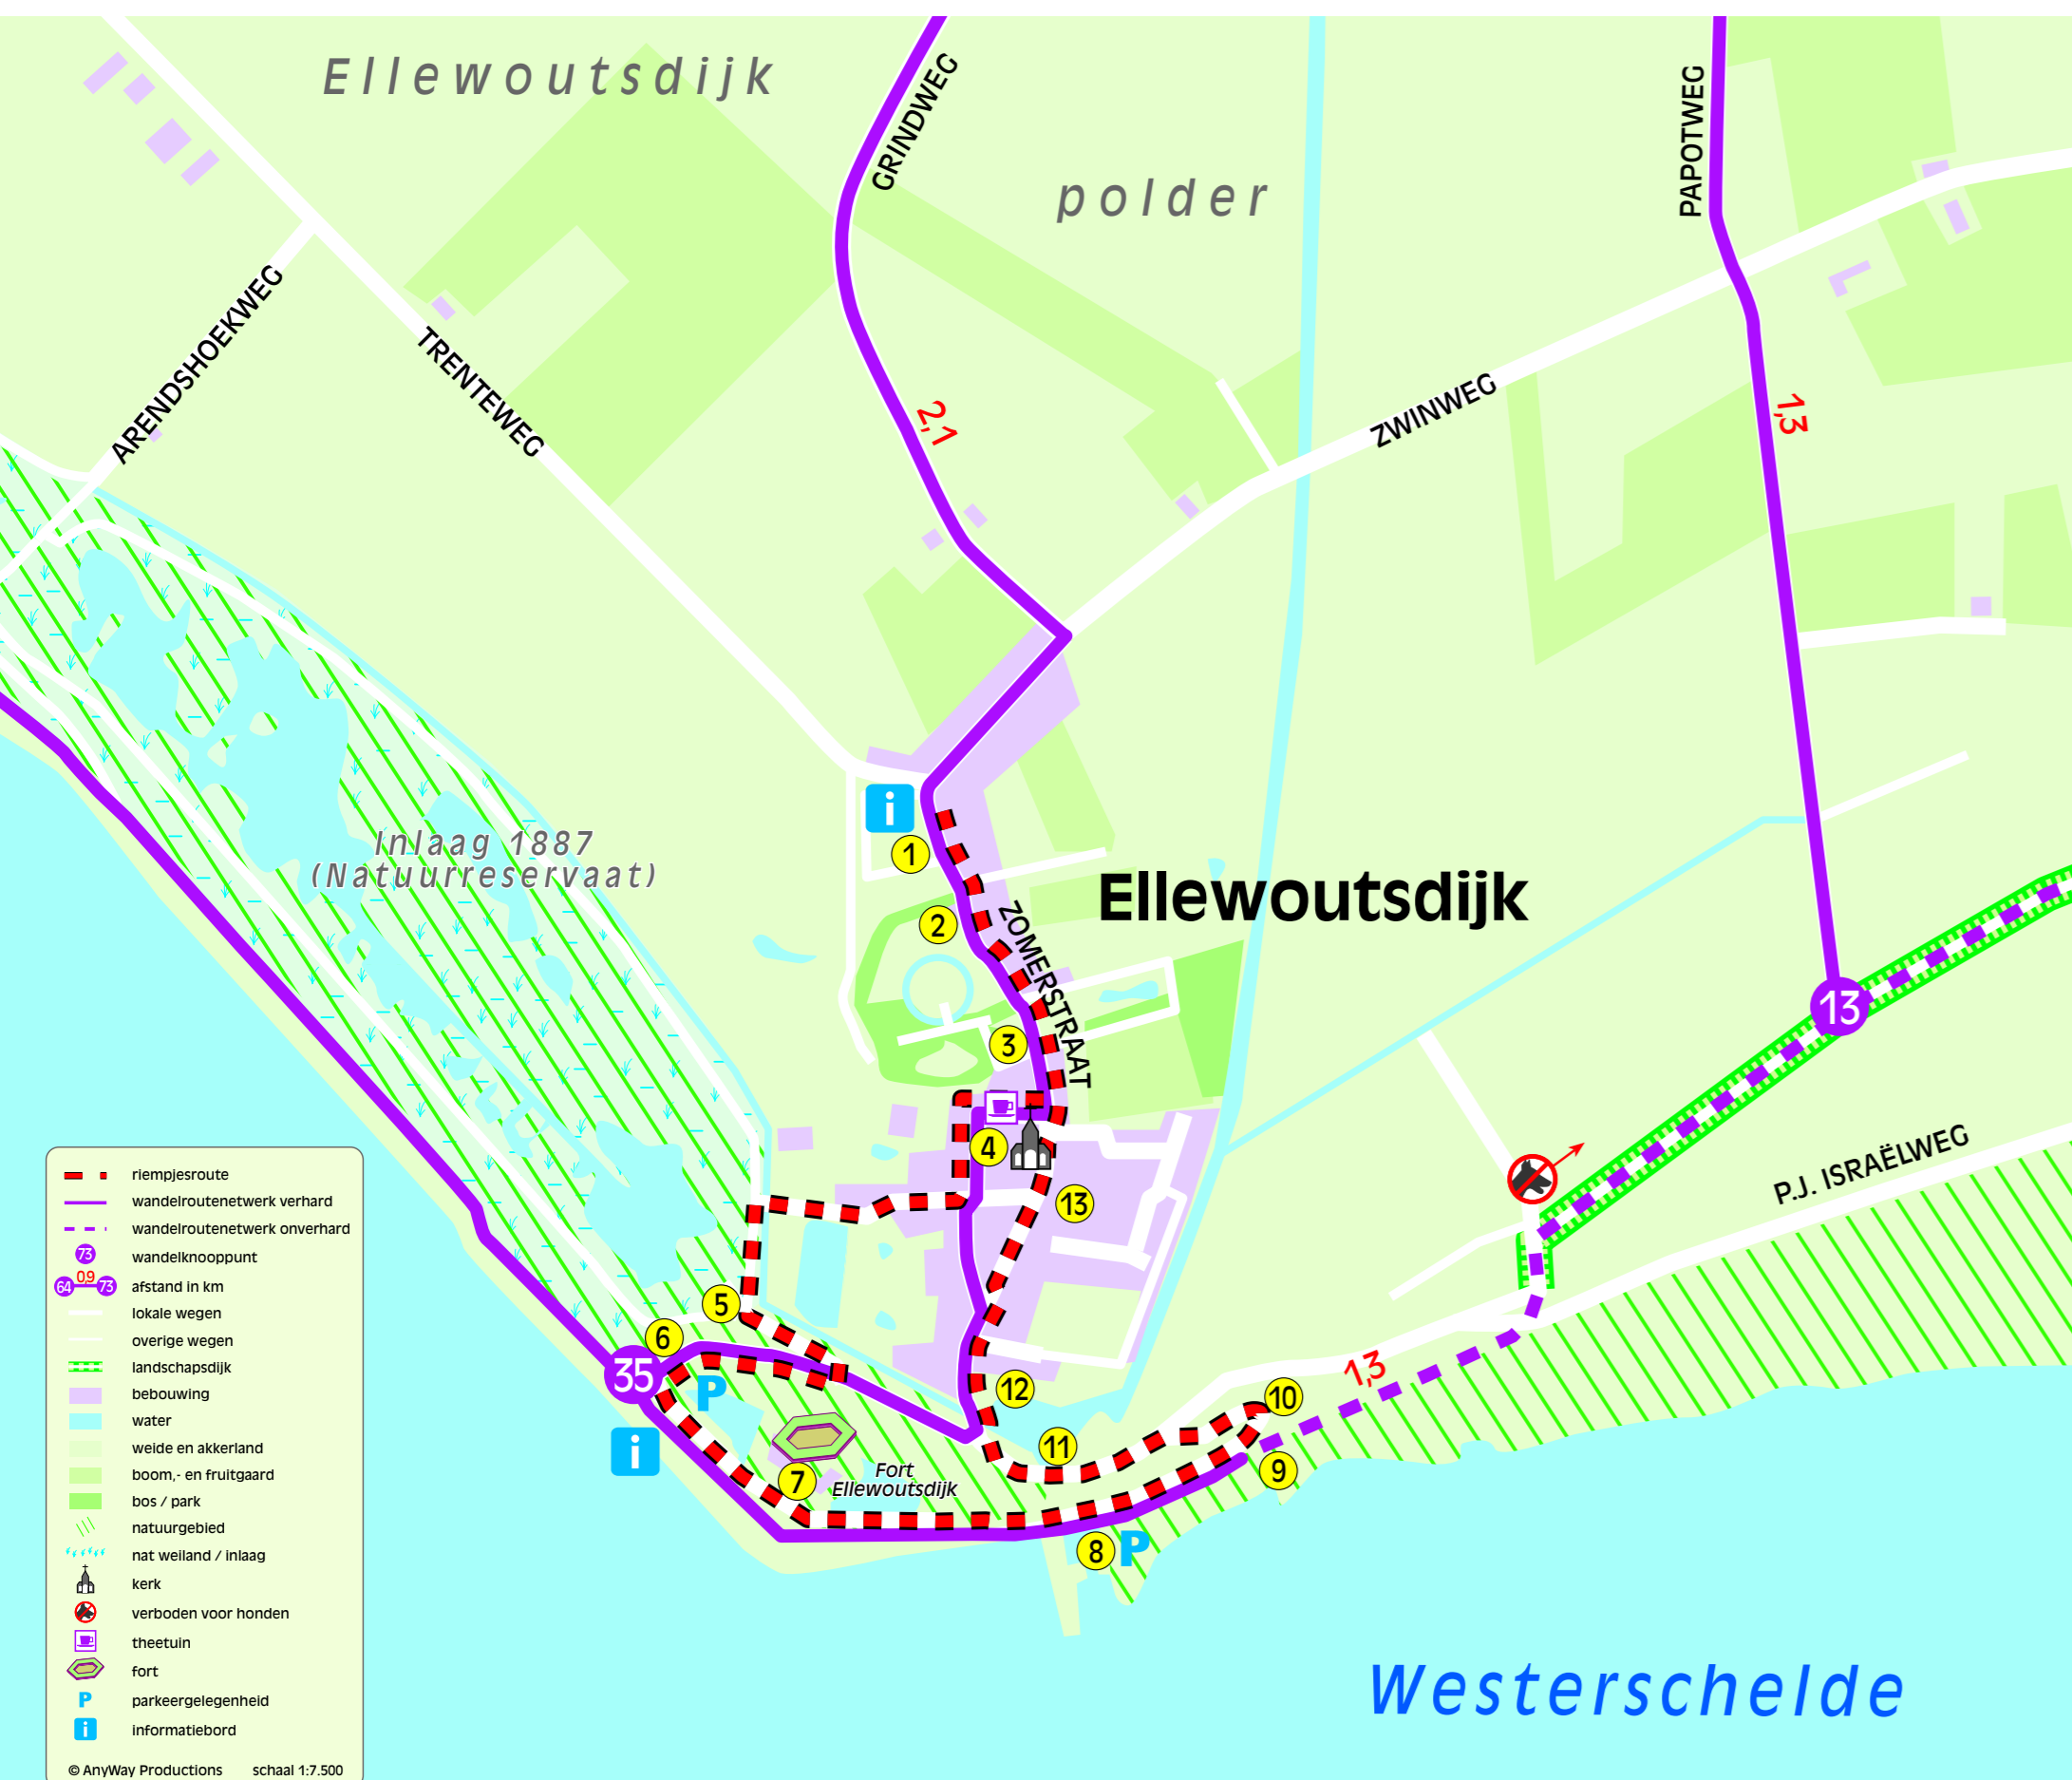 Ellewoutsdijk
polder
GRINDWEG
PAPOTWEG
ARENDSHOEKWEG
TRENTEWEG
2,1
ZWINWEG
1,3
Inlaag 1887
(Natuurreservaat)
i
1
2
Ellewoutsdijk
ZOMERSTRAAT
3
13
4
13
P.J. ISRAËLWEG
5
6
35
P
12
1,3
10
11
i
7
Fort
Ellewoutsdijk
9
8
P
Westerschelde
riempjesroute
wandelroutenetwerk verhard
wandelroutenetwerk onverhard
73 wandelknooppunt
64 0,9 73 afstand in km
lokale wegen
overige wegen
landschapsdijk
bebouwing
water
weide en akkerland
boom,- en fruitgaard
bos / park
natuurgebied
nat weiland / inlaag
kerk
verboden voor honden
theetuin
fort
P parkeergelegenheid
i informatiebord
© AnyWay Productions schaal 1:7.500